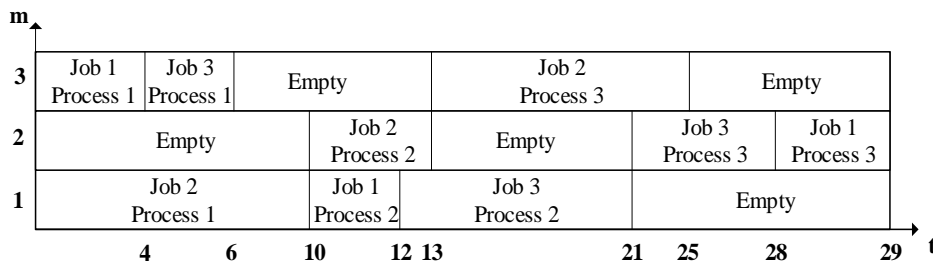 m
3
Job 1
Process 1
Job 3
Process 1
Empty
Job 2
Process 3
Empty
2
Empty
Job 2
Process 2
Empty
Job 3
Process 3
Job 1
Process 3
1
Job 2
Process 1
Job 1
Process 2
Job 3
Process 2
Empty
4 6 10 12 13 21 25 28 29 t